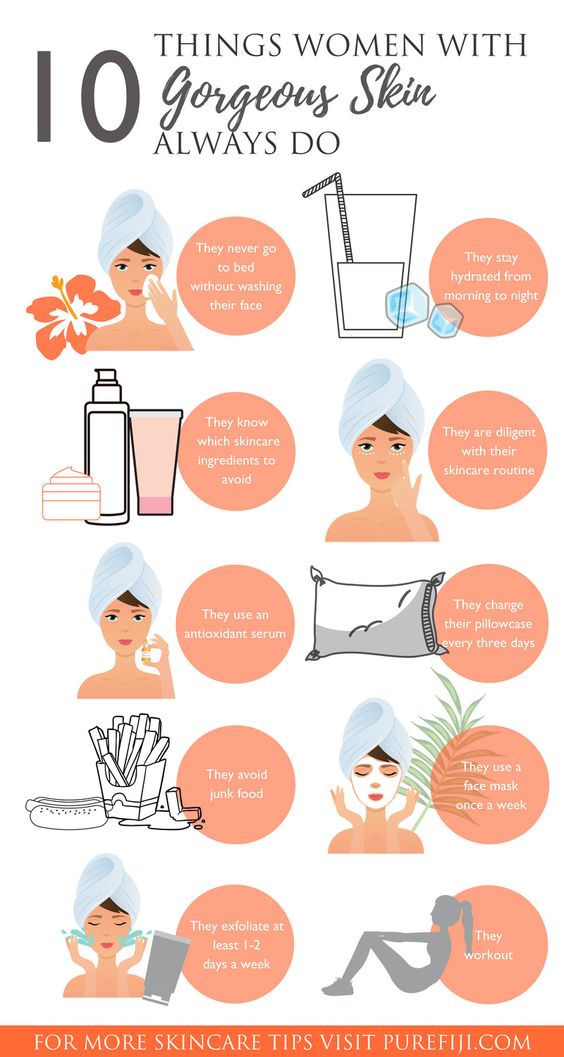 10
THINGS WOMEN WITH
Gorgeous Skin
ALWAYS DO
They never go
to bed
without washing
their face
They stay
hydrated from
morning to night
They know
which skincare
ingredients to
avoid
They are diligent
with their
skincare routine
They use an
antioxidant serum
They change
their pillowcase
every three days
They avoid
junk food
They use a
face mask
once a week
They exfoliate at
least 1-2
days a week
They
workout
FOR MORE SKINCARE TIPS VISIT PUREFIJI.COM